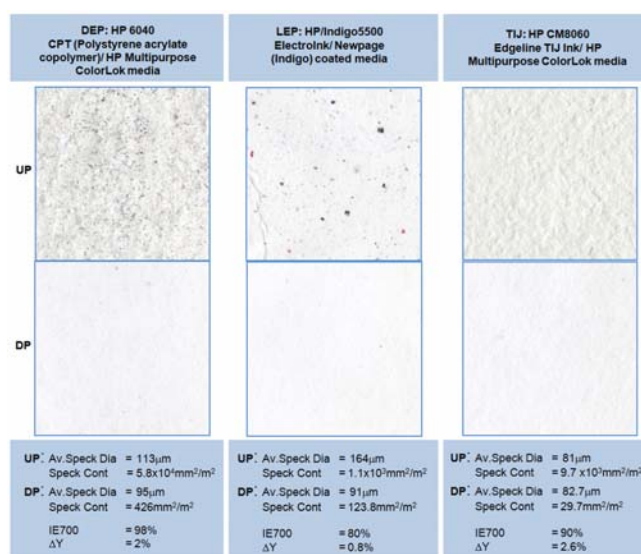 DEP: HP 6040
CPT (Polystyrene acrylate
copolymer)/ HP Multipurpose
ColorLok media
LEP: HP/Indigo5500
ElectroInk/ Newpage
(Indigo) coated media
TIJ: HP CM8060
Edgeline TIJ Ink/ HP
Multipurpose ColorLok media
UP
DP
UP: Av.Speck Dia = 113µm
Speck Cont = 5.8x10⁴mm²/m²
DP: Av.Speck Dia = 95µm
Speck Cont = 426mm²/m²
IE700 = 98%
ΔY = 2%
UP: Av.Speck Dia = 164µm
Speck Cont = 1.1x10³mm²/m²
DP: Av.Speck Dia = 91µm
Speck Cont = 123.8mm²/m²
IE700 = 80%
ΔY = 0.8%
UP: Av.Speck Dia = 81µm
Speck Cont = 9.7 x10³mm²/m²
DP: Av.Speck Dia = 82.7µm
Speck Cont = 29.7mm²/m²
IE700 = 90%
ΔY = 2.6%